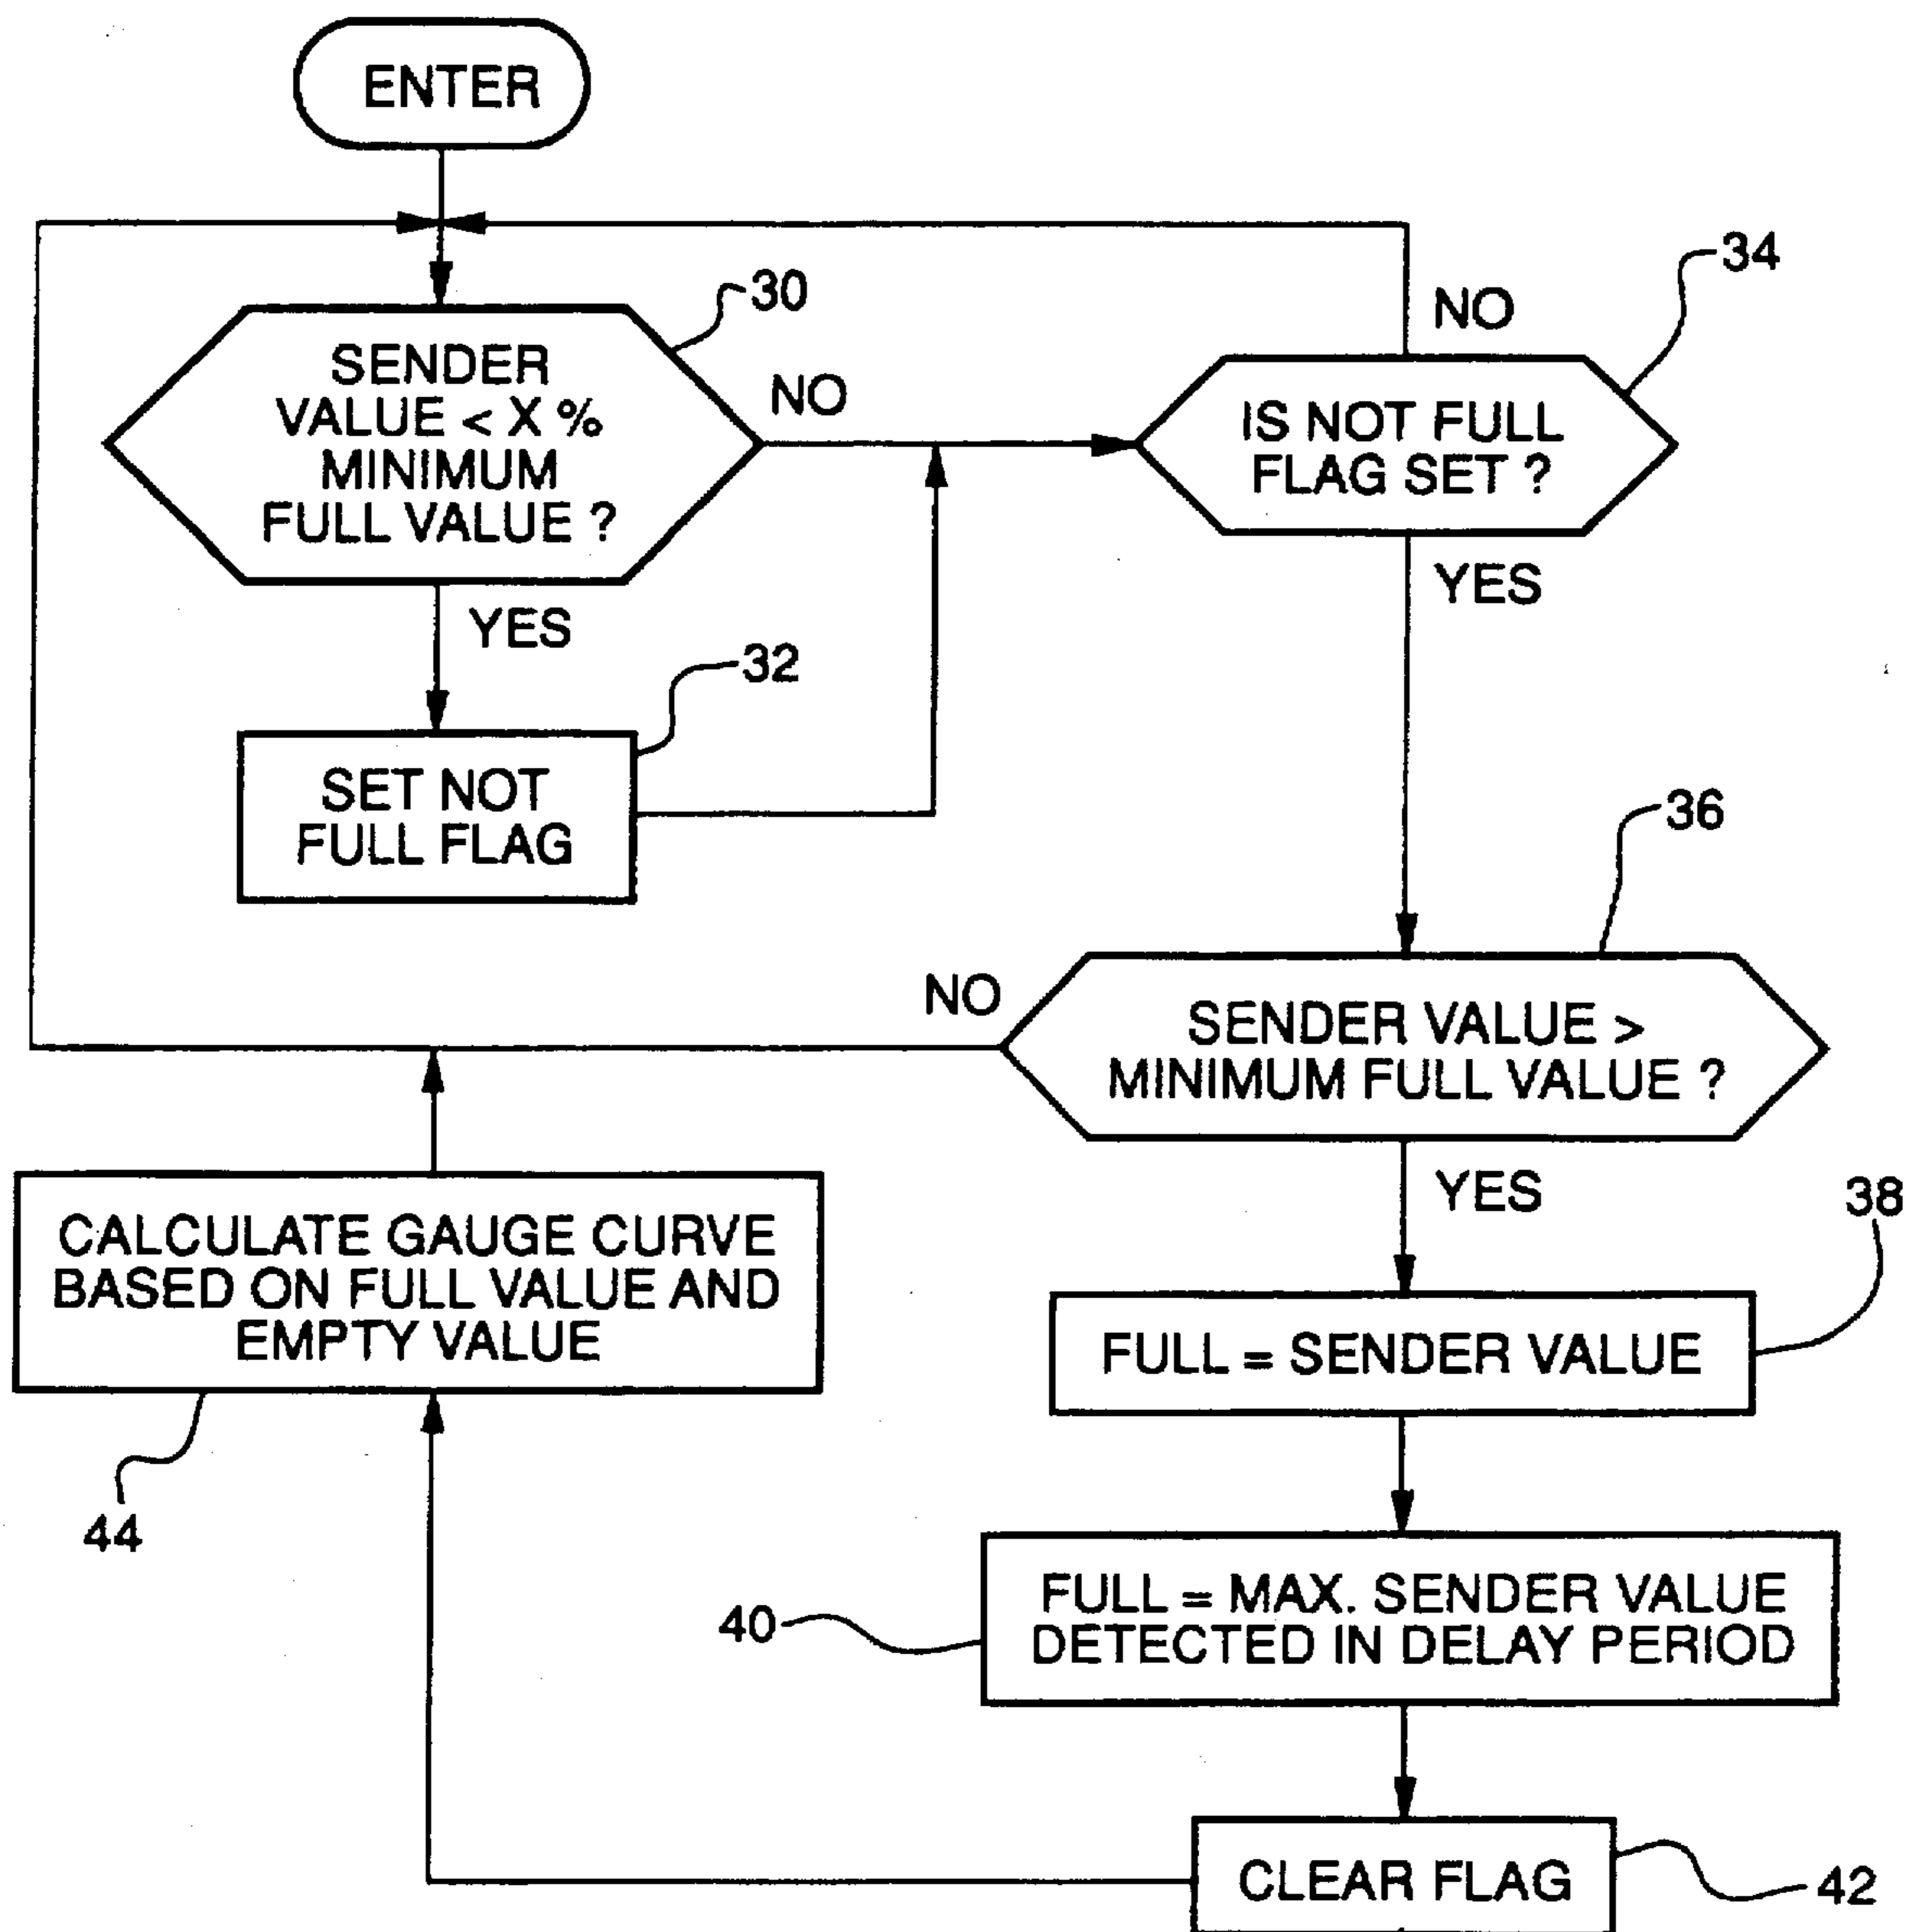 ENTER
30
SENDER
VALUE < X %
MINIMUM
FULL VALUE ?
NO
YES
32
SET NOT
FULL FLAG
34
NO
IS NOT FULL
FLAG SET ?
YES
36
NO
SENDER VALUE >
MINIMUM FULL VALUE ?
YES
38
FULL = SENDER VALUE
40
FULL = MAX. SENDER VALUE
DETECTED IN DELAY PERIOD
CLEAR FLAG
42
CALCULATE GAUGE CURVE
BASED ON FULL VALUE AND
EMPTY VALUE
44